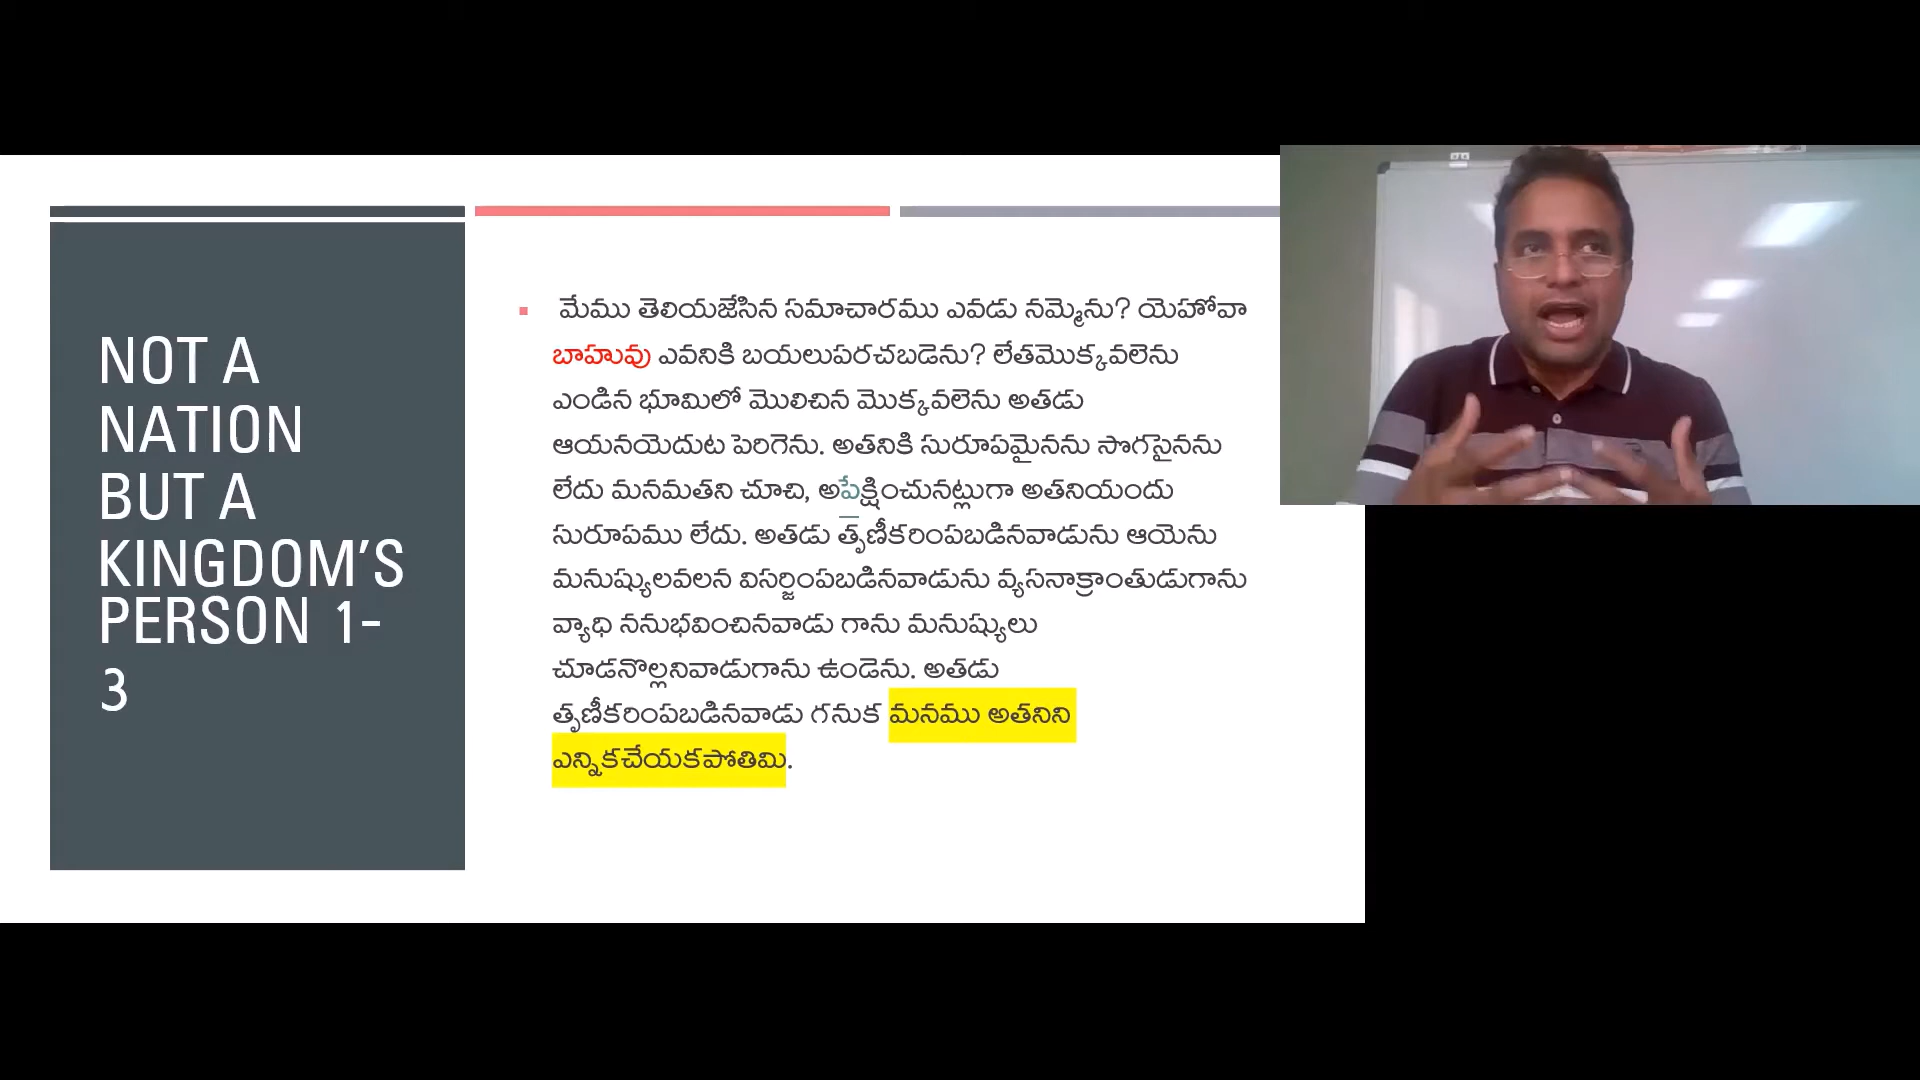 NOT A
NATION
BUT A
KINGDOM’S
PERSON 1-
3
మేము తెలియజేసిన సమాచారము ఎవడు నమ్మెను? యెహోవా
బాహువు ఎవనికి బయలుపరచబడెను? లేతమొక్కవలెను
ఎండిన భూమిలో మొలిచిన మొక్కవలెను అతడు
ఆయనయెదుట పెరిగెను. అతనికి సురూపమైనను సొగసైనను
లేదు మనమతని చూచి, అపేక్షించునట్లుగా అతనియందు
సురూపము లేదు. అతడు తృణీకరింపబడినవాడును ఆయెను
మనుష్యులవలన విసర్జింపబడినవాడును వ్యసనాక్రాంతుడుగాను
వ్యాధి ననుభవించినవాడు గాను మనుష్యులు
చూడనొల్లనివాడుగాను ఉండెను. అతడు
తృణీకరింపబడినవాడు గనుక మనము అతనిని
ఎన్నికచేయకపోతిమి.